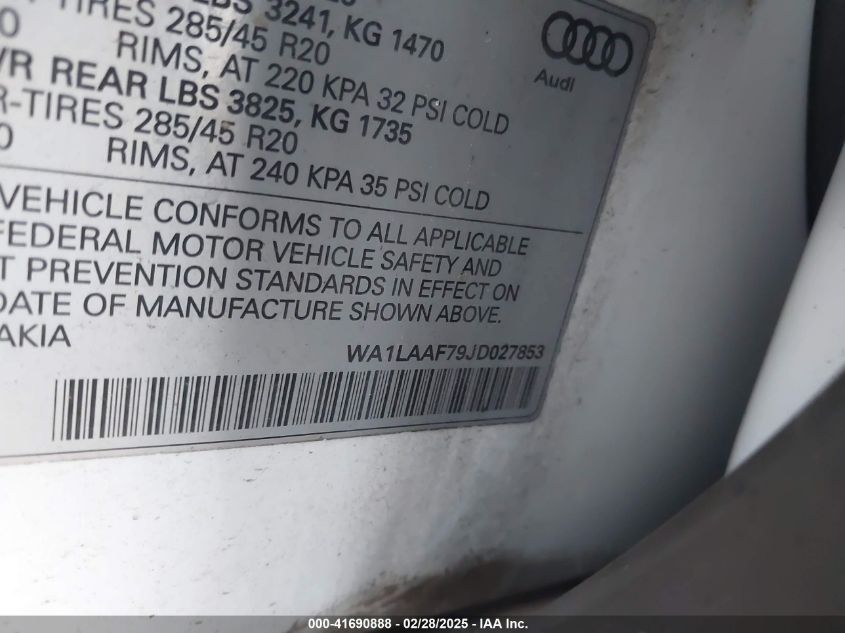 LBS 3241, KG 1470
TIRES 285/45 R20
RIMS, AT 220 KPA 32 PSI COLD
VR REAR LBS 3825, KG 1735
R-TIRES 285/45 R20
0 RIMS, AT 240 KPA 35 PSI COLD
Audi
VEHICLE CONFORMS TO ALL APPLICABLE
FEDERAL MOTOR VEHICLE SAFETY AND
T PREVENTION STANDARDS IN EFFECT ON
DATE OF MANUFACTURE SHOWN ABOVE.
AKIA
WA1LAAF79JD027853
000-41690888 - 02/28/2025 - IAAI Inc.